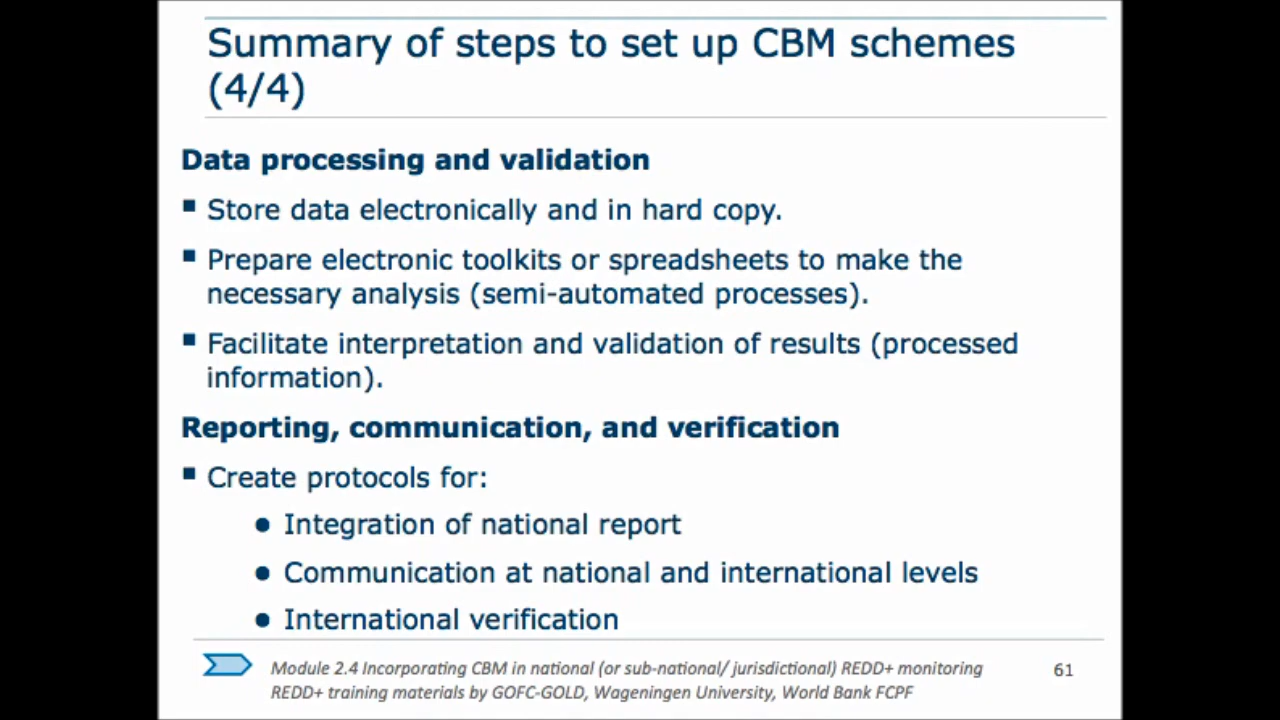 Summary of steps to set up CBM schemes
(4/4)
Data processing and validation
▪ Store data electronically and in hard copy.
▪ Prepare electronic toolkits or spreadsheets to make the
necessary analysis (semi-automated processes).
▪ Facilitate interpretation and validation of results (processed
information).
Reporting, communication, and verification
▪ Create protocols for:
● Integration of national report
● Communication at national and international levels
● International verification
Module 2.4 Incorporating CBM in national (or sub-national/ jurisdictional) REDD+ monitoring
REDD+ training materials by GOFC-GOLD, Wageningen University, World Bank FCPF
61